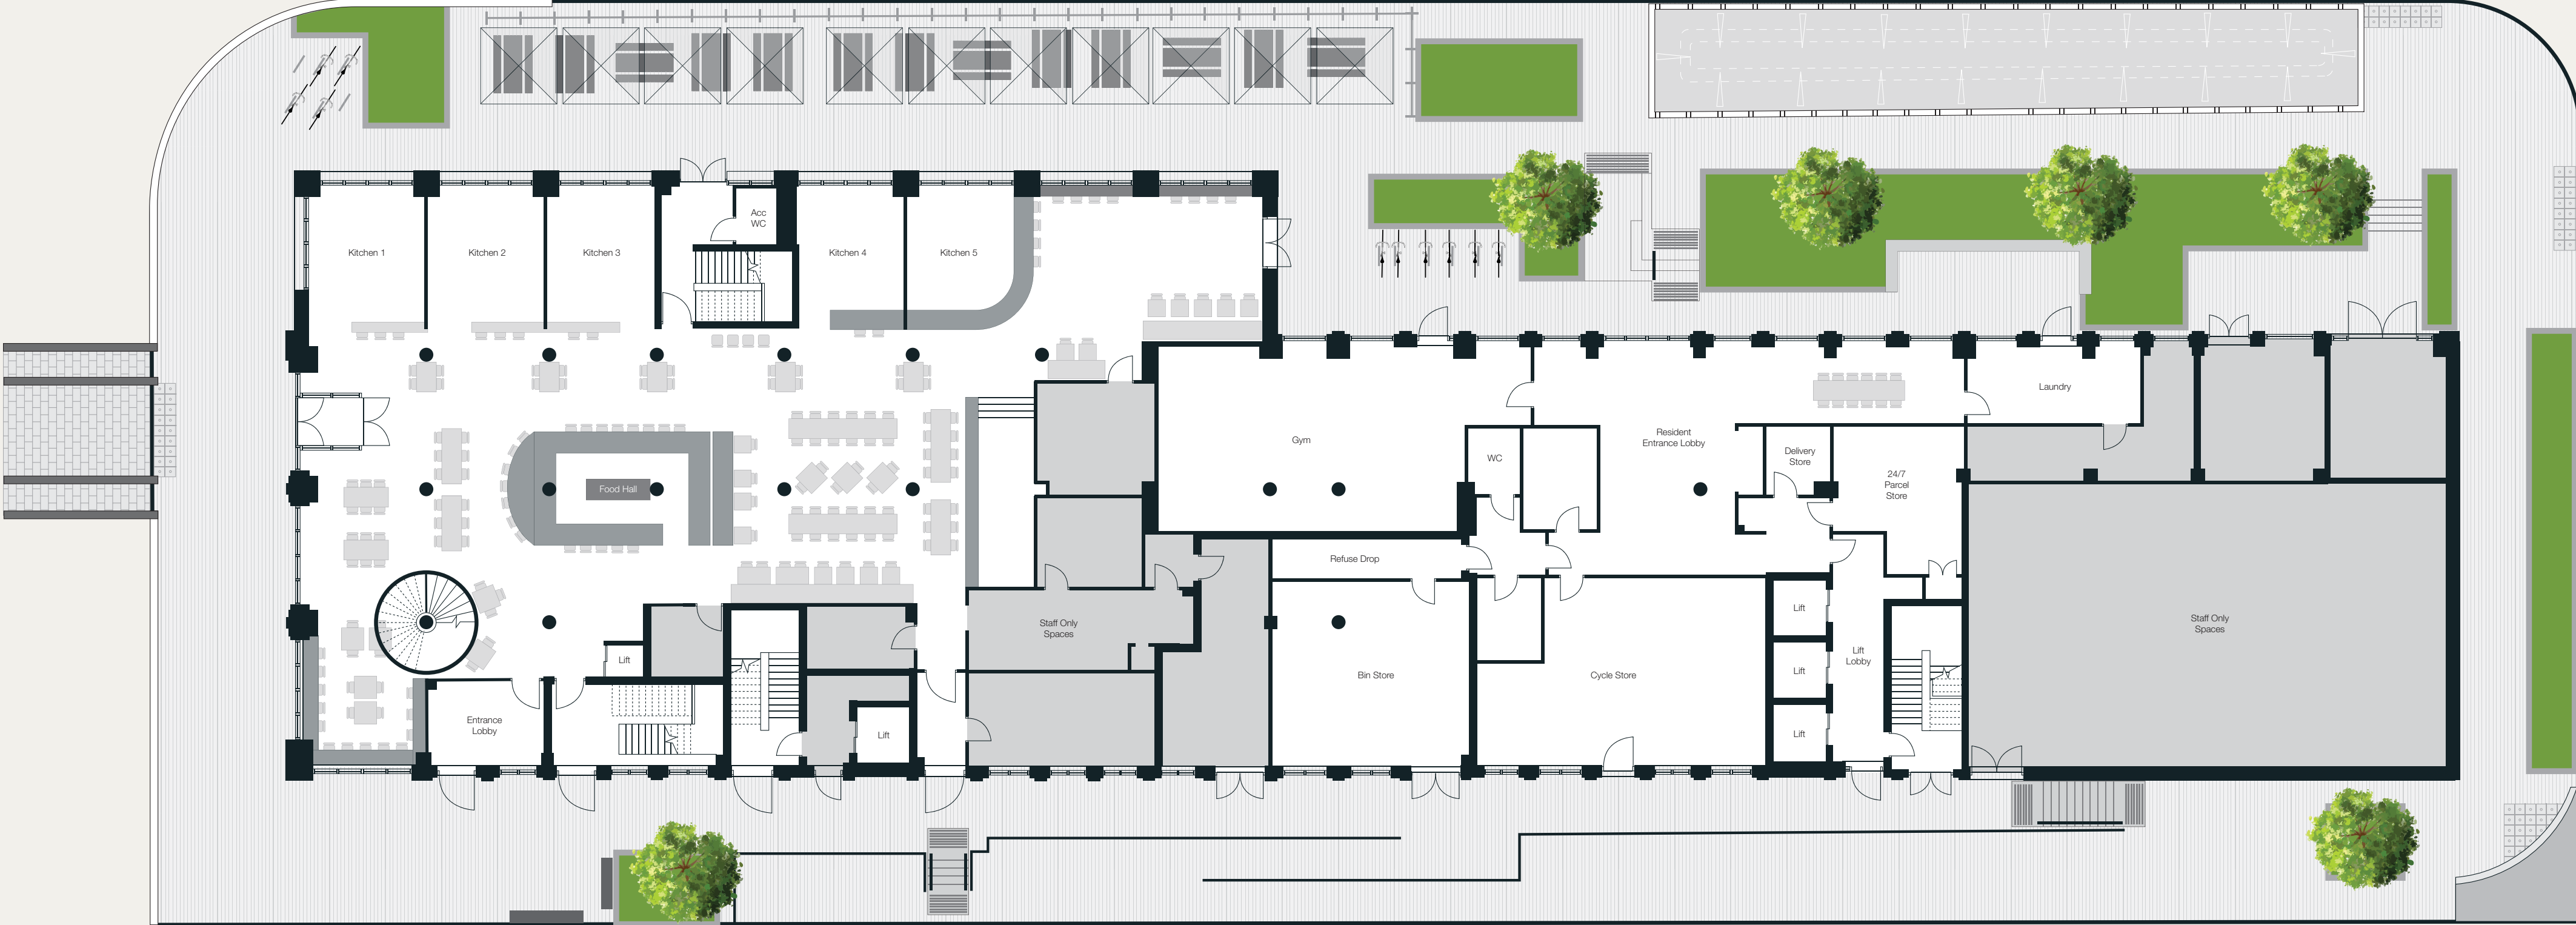 Acc
WC
Kitchen 1
Kitchen 2
Kitchen 3
Kitchen 4
Kitchen 5
Laundry
Gym
Resident
Entrance Lobby
WC
Delivery
Store
24/7
Parcel
Store
Food Hall
Refuse Drop
Lift
Staff Only
Spaces
Staff Only
Spaces
Lift
Lift
Lift
Lobby
Bin Store
Cycle Store
Lift
Entrance
Lobby
Lift
Lift